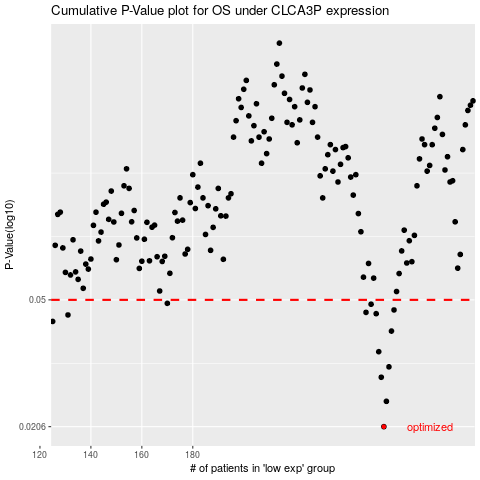 Cumulative P-Value plot for OS under CLCA3P expression
P-Value(log10)
0.05
0.0206
optimized
120 140 160 180
# of patients in 'low exp' group